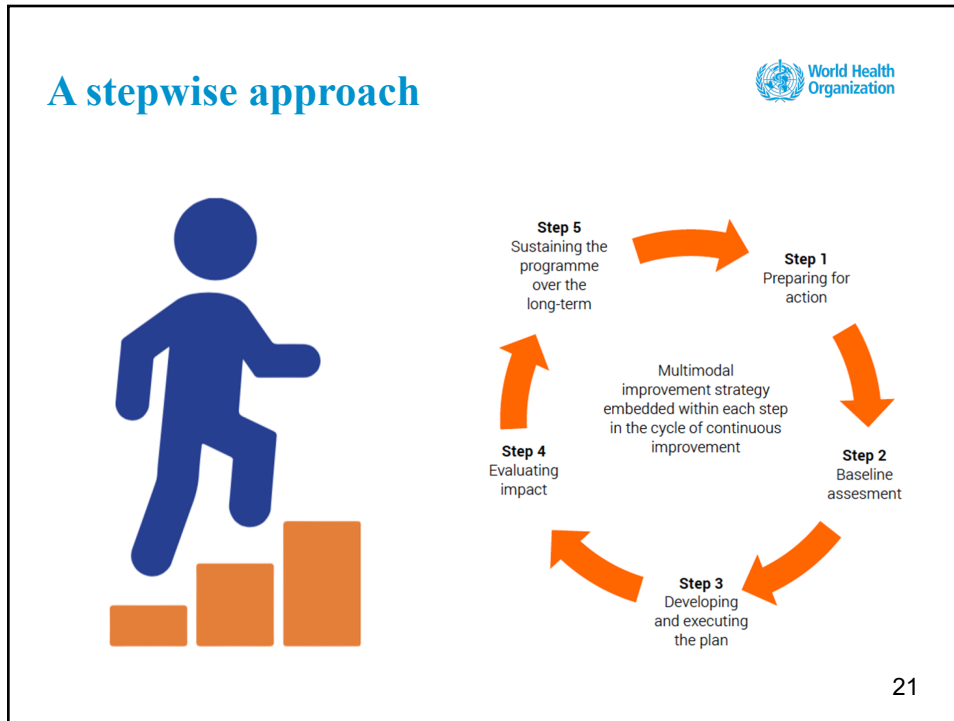 A stepwise approach
World Health
Organization
Step 5
Sustaining the
programme
over the
long-term
Step 1
Preparing for
action
Multimodal
improvement strategy
embedded within each step
in the cycle of continuous
improvement
Step 4
Evaluating
impact
Step 2
Baseline
assesment
Step 3
Developing
and executing
the plan
21